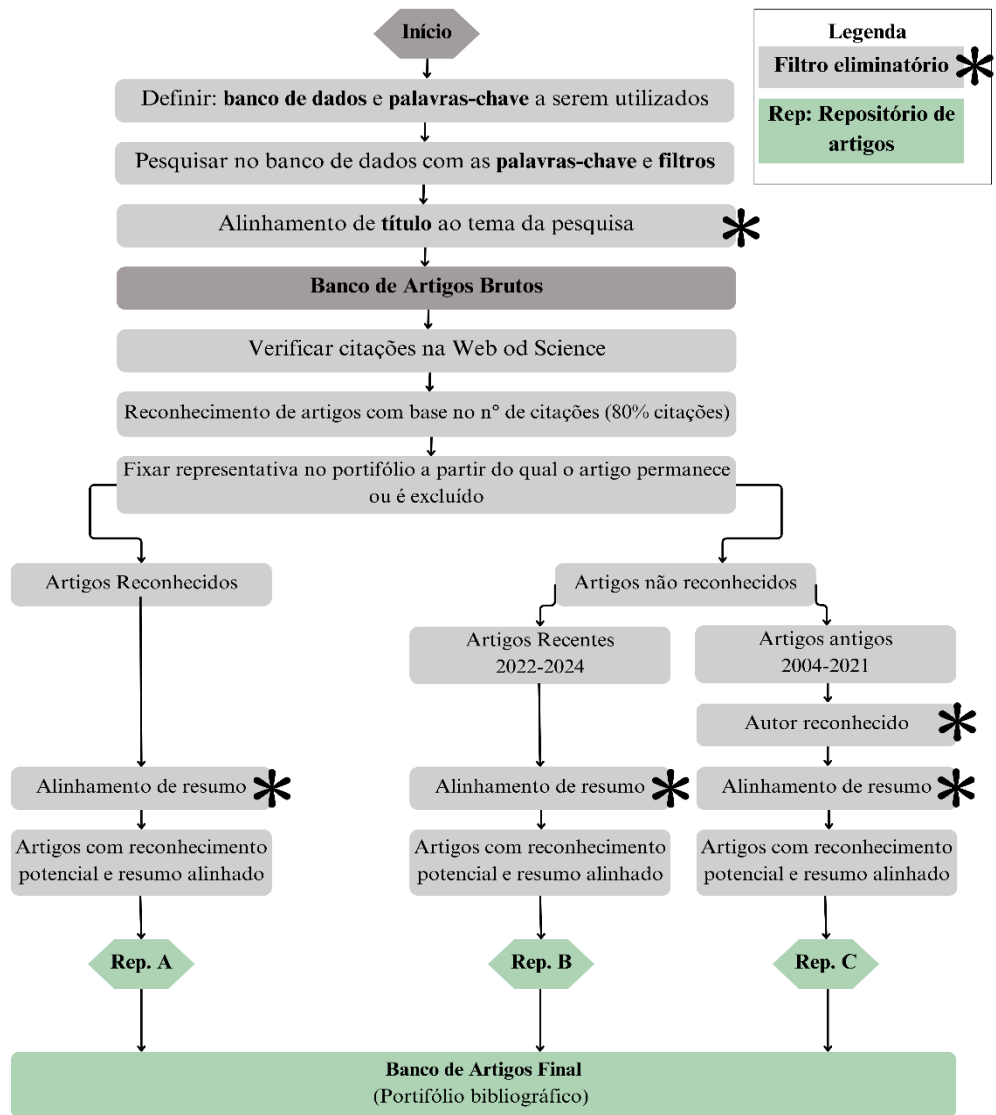 Início
Legenda
Filtro eliminatório
Rep: Repositório de
artigos
Definir: banco de dados e palavras-chave a serem utilizados
Pesquisar no banco de dados com as palavras-chave e filtros
Alinhamento de título ao tema da pesquisa
Banco de Artigos Brutos
Verificar citações na Web od Science
Reconhecimento de artigos com base no n° de citações (80% citações)
Fixar representativa no portifólio a partir do qual o artigo permanece
ou é excluído
Artigos Reconhecidos
Artigos não reconhecidos
Artigos Recentes
2022-2024
Artigos antigos
2004-2021
Autor reconhecido
Alinhamento de resumo
Alinhamento de resumo
Alinhamento de resumo
Artigos com reconhecimento
potencial e resumo alinhado
Artigos com reconhecimento
potencial e resumo alinhado
Artigos com reconhecimento
potencial e resumo alinhado
Rep. A
Rep. B
Rep. C
Banco de Artigos Final
(Portifólio bibliográfico)